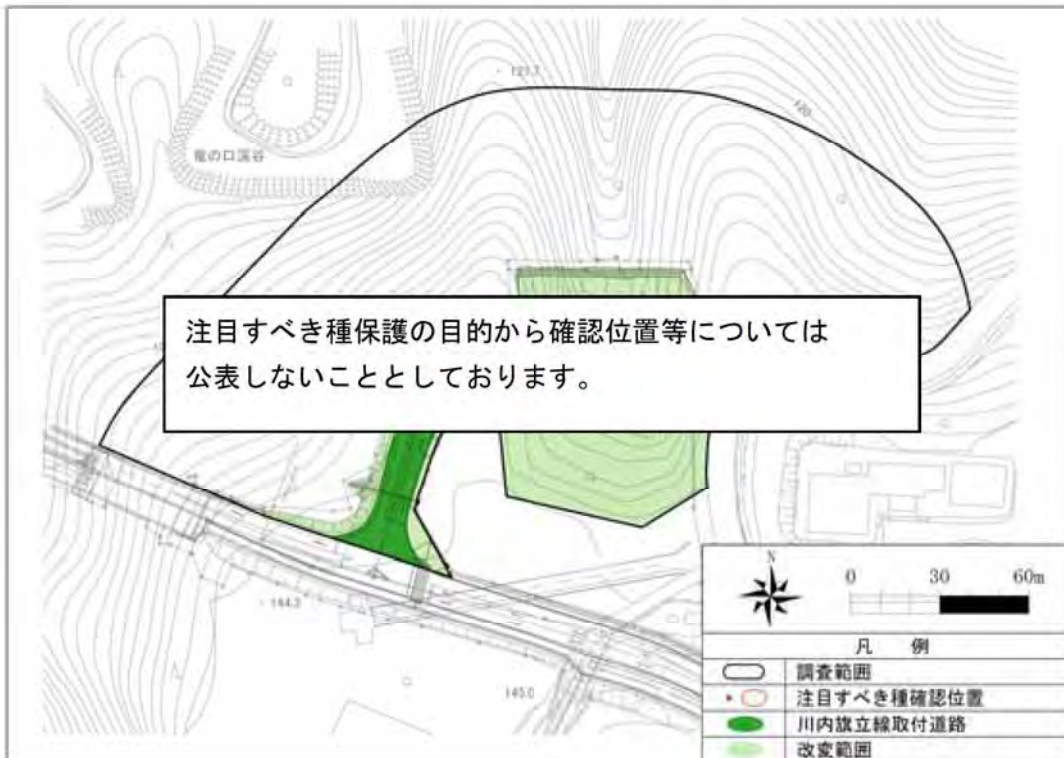 121.7
120
竜の口渓谷
注目すべき種保護の目的から確認位置等については
公表しないこととしております。
144.3
145.0
N
0 30 60m
凡 例
調査範囲
注目すべき種確認位置
川内旗立線取付道路
改変範囲